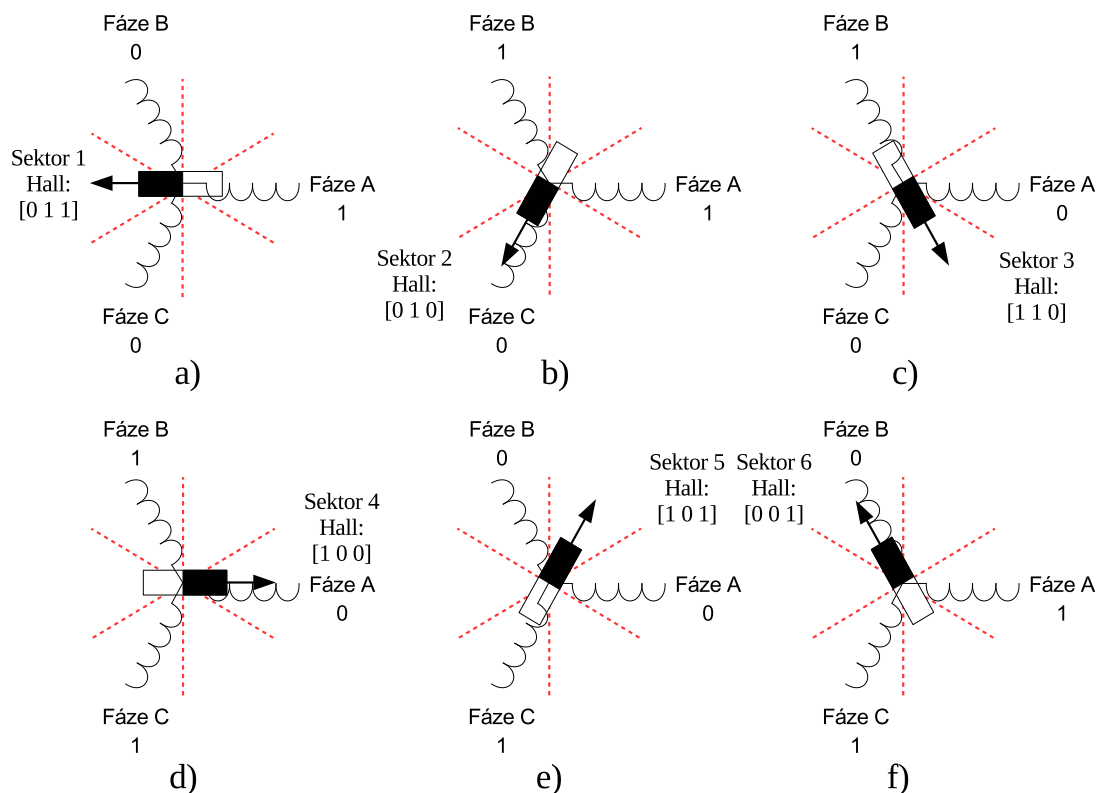 Fáze B
0
Sektor 1
Hall:
[0 1 1]
Fáze A
1
Fáze C
0
a)
Fáze B
1
Fáze A
1
Sektor 2
Hall:
[0 1 0]
Fáze C
0
b)
Fáze B
1
Fáze A
0
Sektor 3
Hall:
[1 1 0]
Fáze C
0
c)
Fáze B
1
Sektor 4
Hall:
[1 0 0]
Fáze A
0
Fáze C
1
d)
Fáze B
0
Sektor 5
Hall:
[1 0 1]
Fáze A
0
Fáze C
1
e)
Fáze B
0
Sektor 6
Hall:
[0 0 1]
Fáze A
1
Fáze C
1
f)